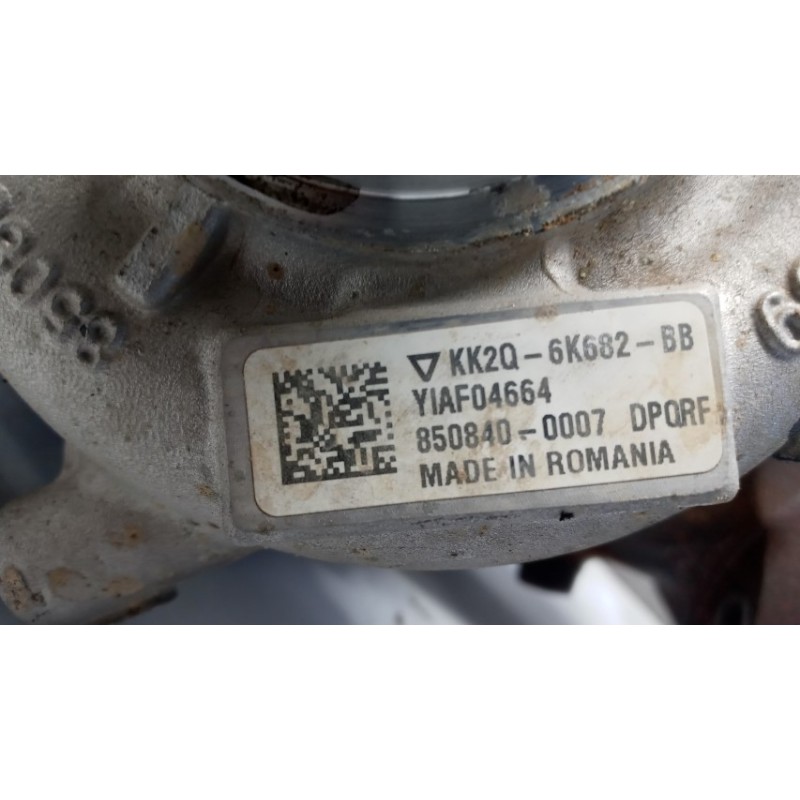 ▽ KK2Q-6K682-BB
YIAF04664
850840-0007 DPQRF
MADE IN ROMANIA